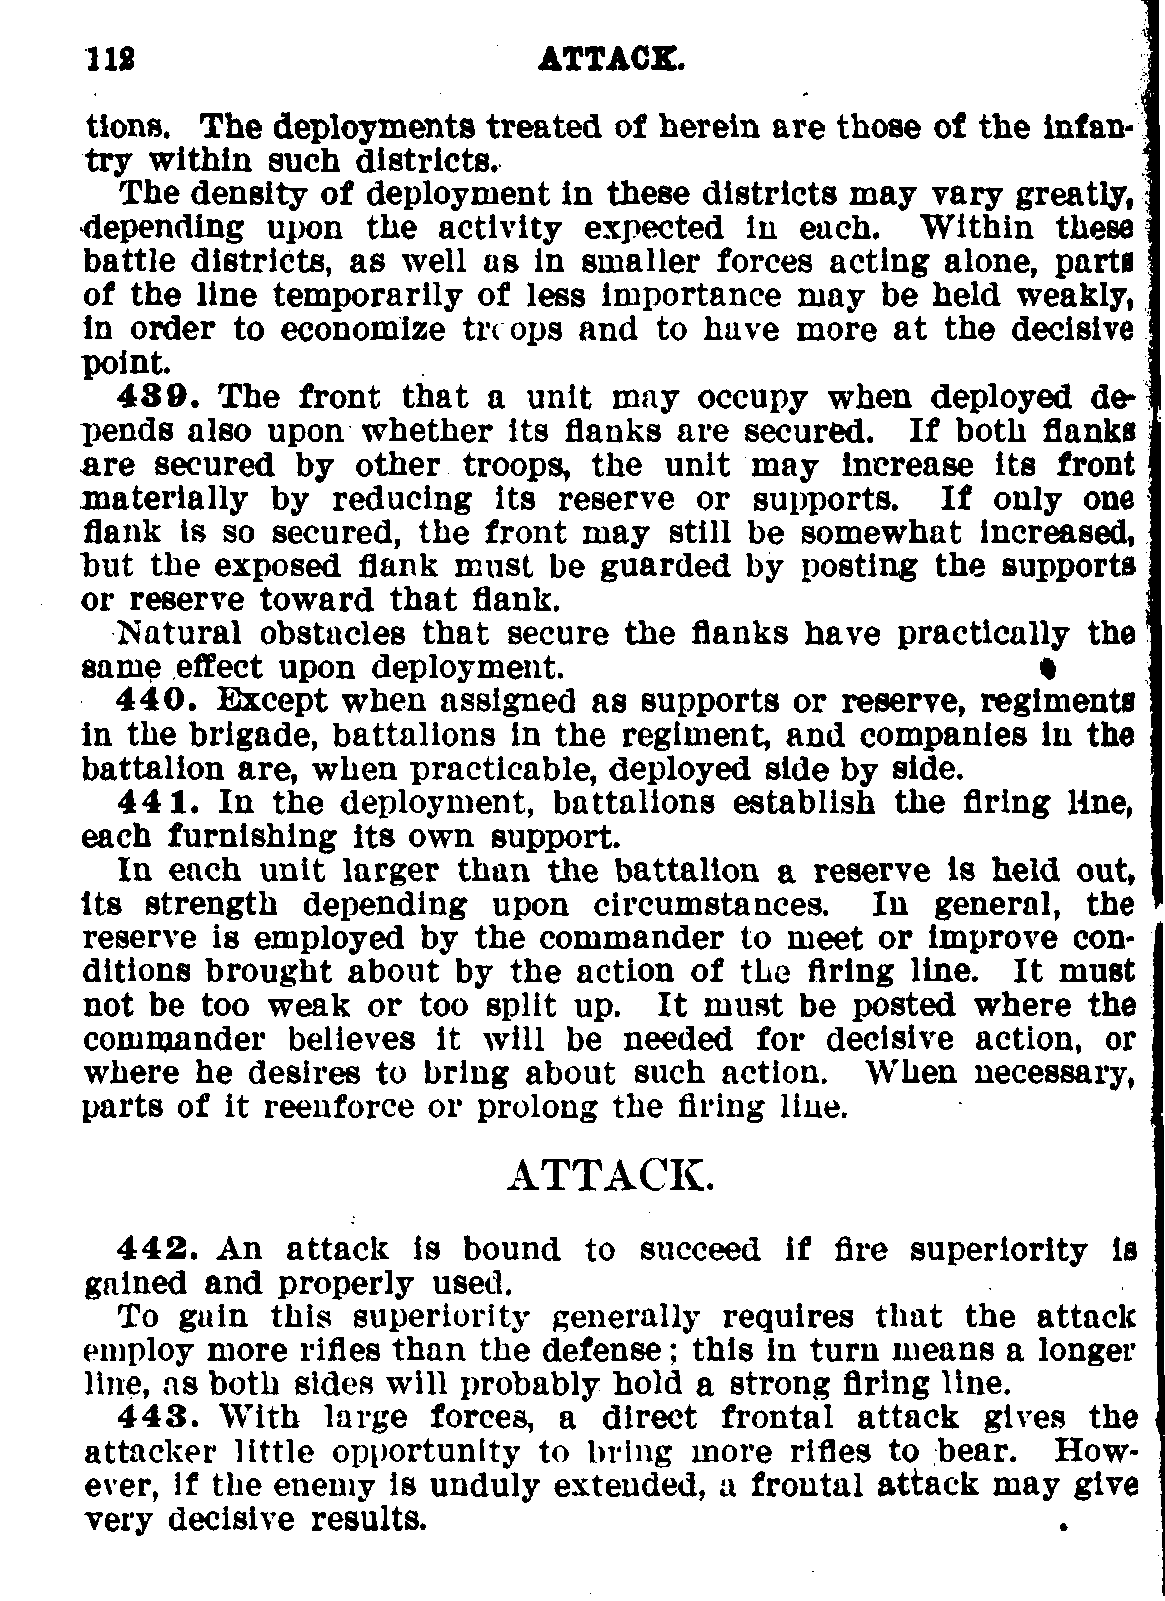 112 ATTACK.
tions. The deployments treated of herein are those of the infan-
try within such districts.
The density of deployment in these districts may vary greatly,
depending upon the activity expected in each. Within these
battle districts, as well as in smaller forces acting alone, parts
of the line temporarily of less importance may be held weakly,
in order to economize troops and to have more at the decisive
point.
439. The front that a unit may occupy when deployed de-
pends also upon whether its flanks are secured. If both flanks
are secured by other troops, the unit may increase its front
materially by reducing its reserve or supports. If only one
flank is so secured, the front may still be somewhat increased,
but the exposed flank must be guarded by posting the supports
or reserve toward that flank.
Natural obstacles that secure the flanks have practically the
same effect upon deployment.
440. Except when assigned as supports or reserve, regiments
in the brigade, battalions in the regiment, and companies in the
battalion are, when practicable, deployed side by side.
441. In the deployment, battalions establish the firing line,
each furnishing its own support.
In each unit larger than the battalion a reserve is held out,
its strength depending upon circumstances. In general, the
reserve is employed by the commander to meet or improve con-
ditions brought about by the action of the firing line. It must
not be too weak or too split up. It must be posted where the
commander believes it will be needed for decisive action, or
where he desires to bring about such action. When necessary,
parts of it reenforce or prolong the firing line.
ATTACK.
442. An attack is bound to succeed if fire superiority is
gained and properly used.
To gain this superiority generally requires that the attack
employ more rifles than the defense; this in turn means a longer
line, as both sides will probably hold a strong firing line.
443. With large forces, a direct frontal attack gives the
attacker little opportunity to bring more rifles to bear. How-
ever, if the enemy is unduly extended, a frontal attack may give
very decisive results.